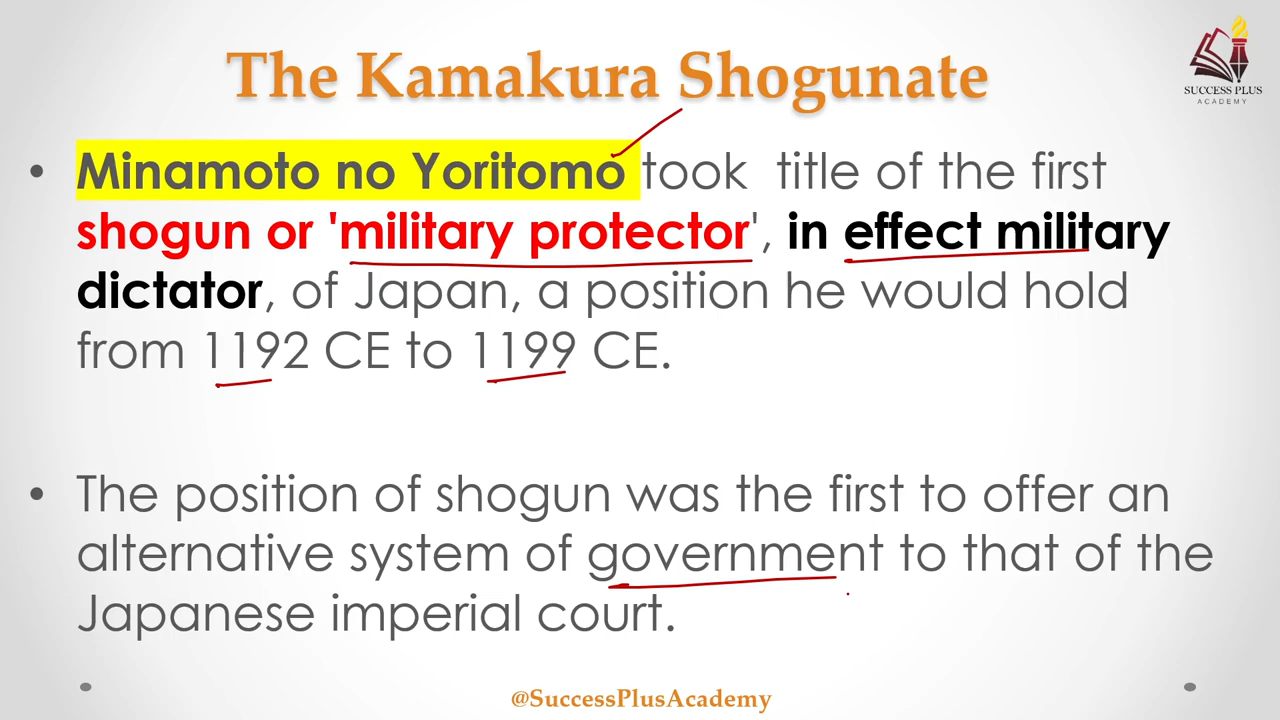 The Kamakura Shogunate
SUCCESS PLUS
ACADEMY
• Minamoto no Yoritomo took title of the first
shogun or 'military protector', in effect military
dictator, of Japan, a position he would hold
from 1192 CE to 1199 CE.
• The position of shogun was the first to offer an
alternative system of government to that of the
Japanese imperial court.
@SuccessPlusAcademy